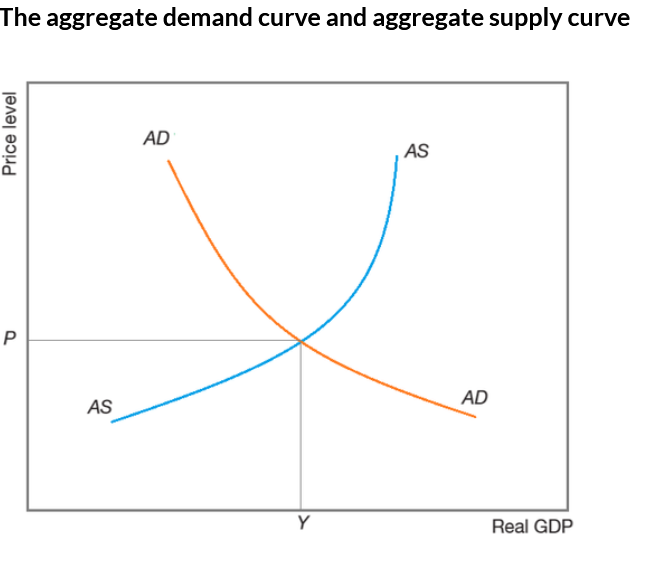 The aggregate demand curve and aggregate supply curve
Price level
AD
AS
P
AS
AD
Y
Real GDP